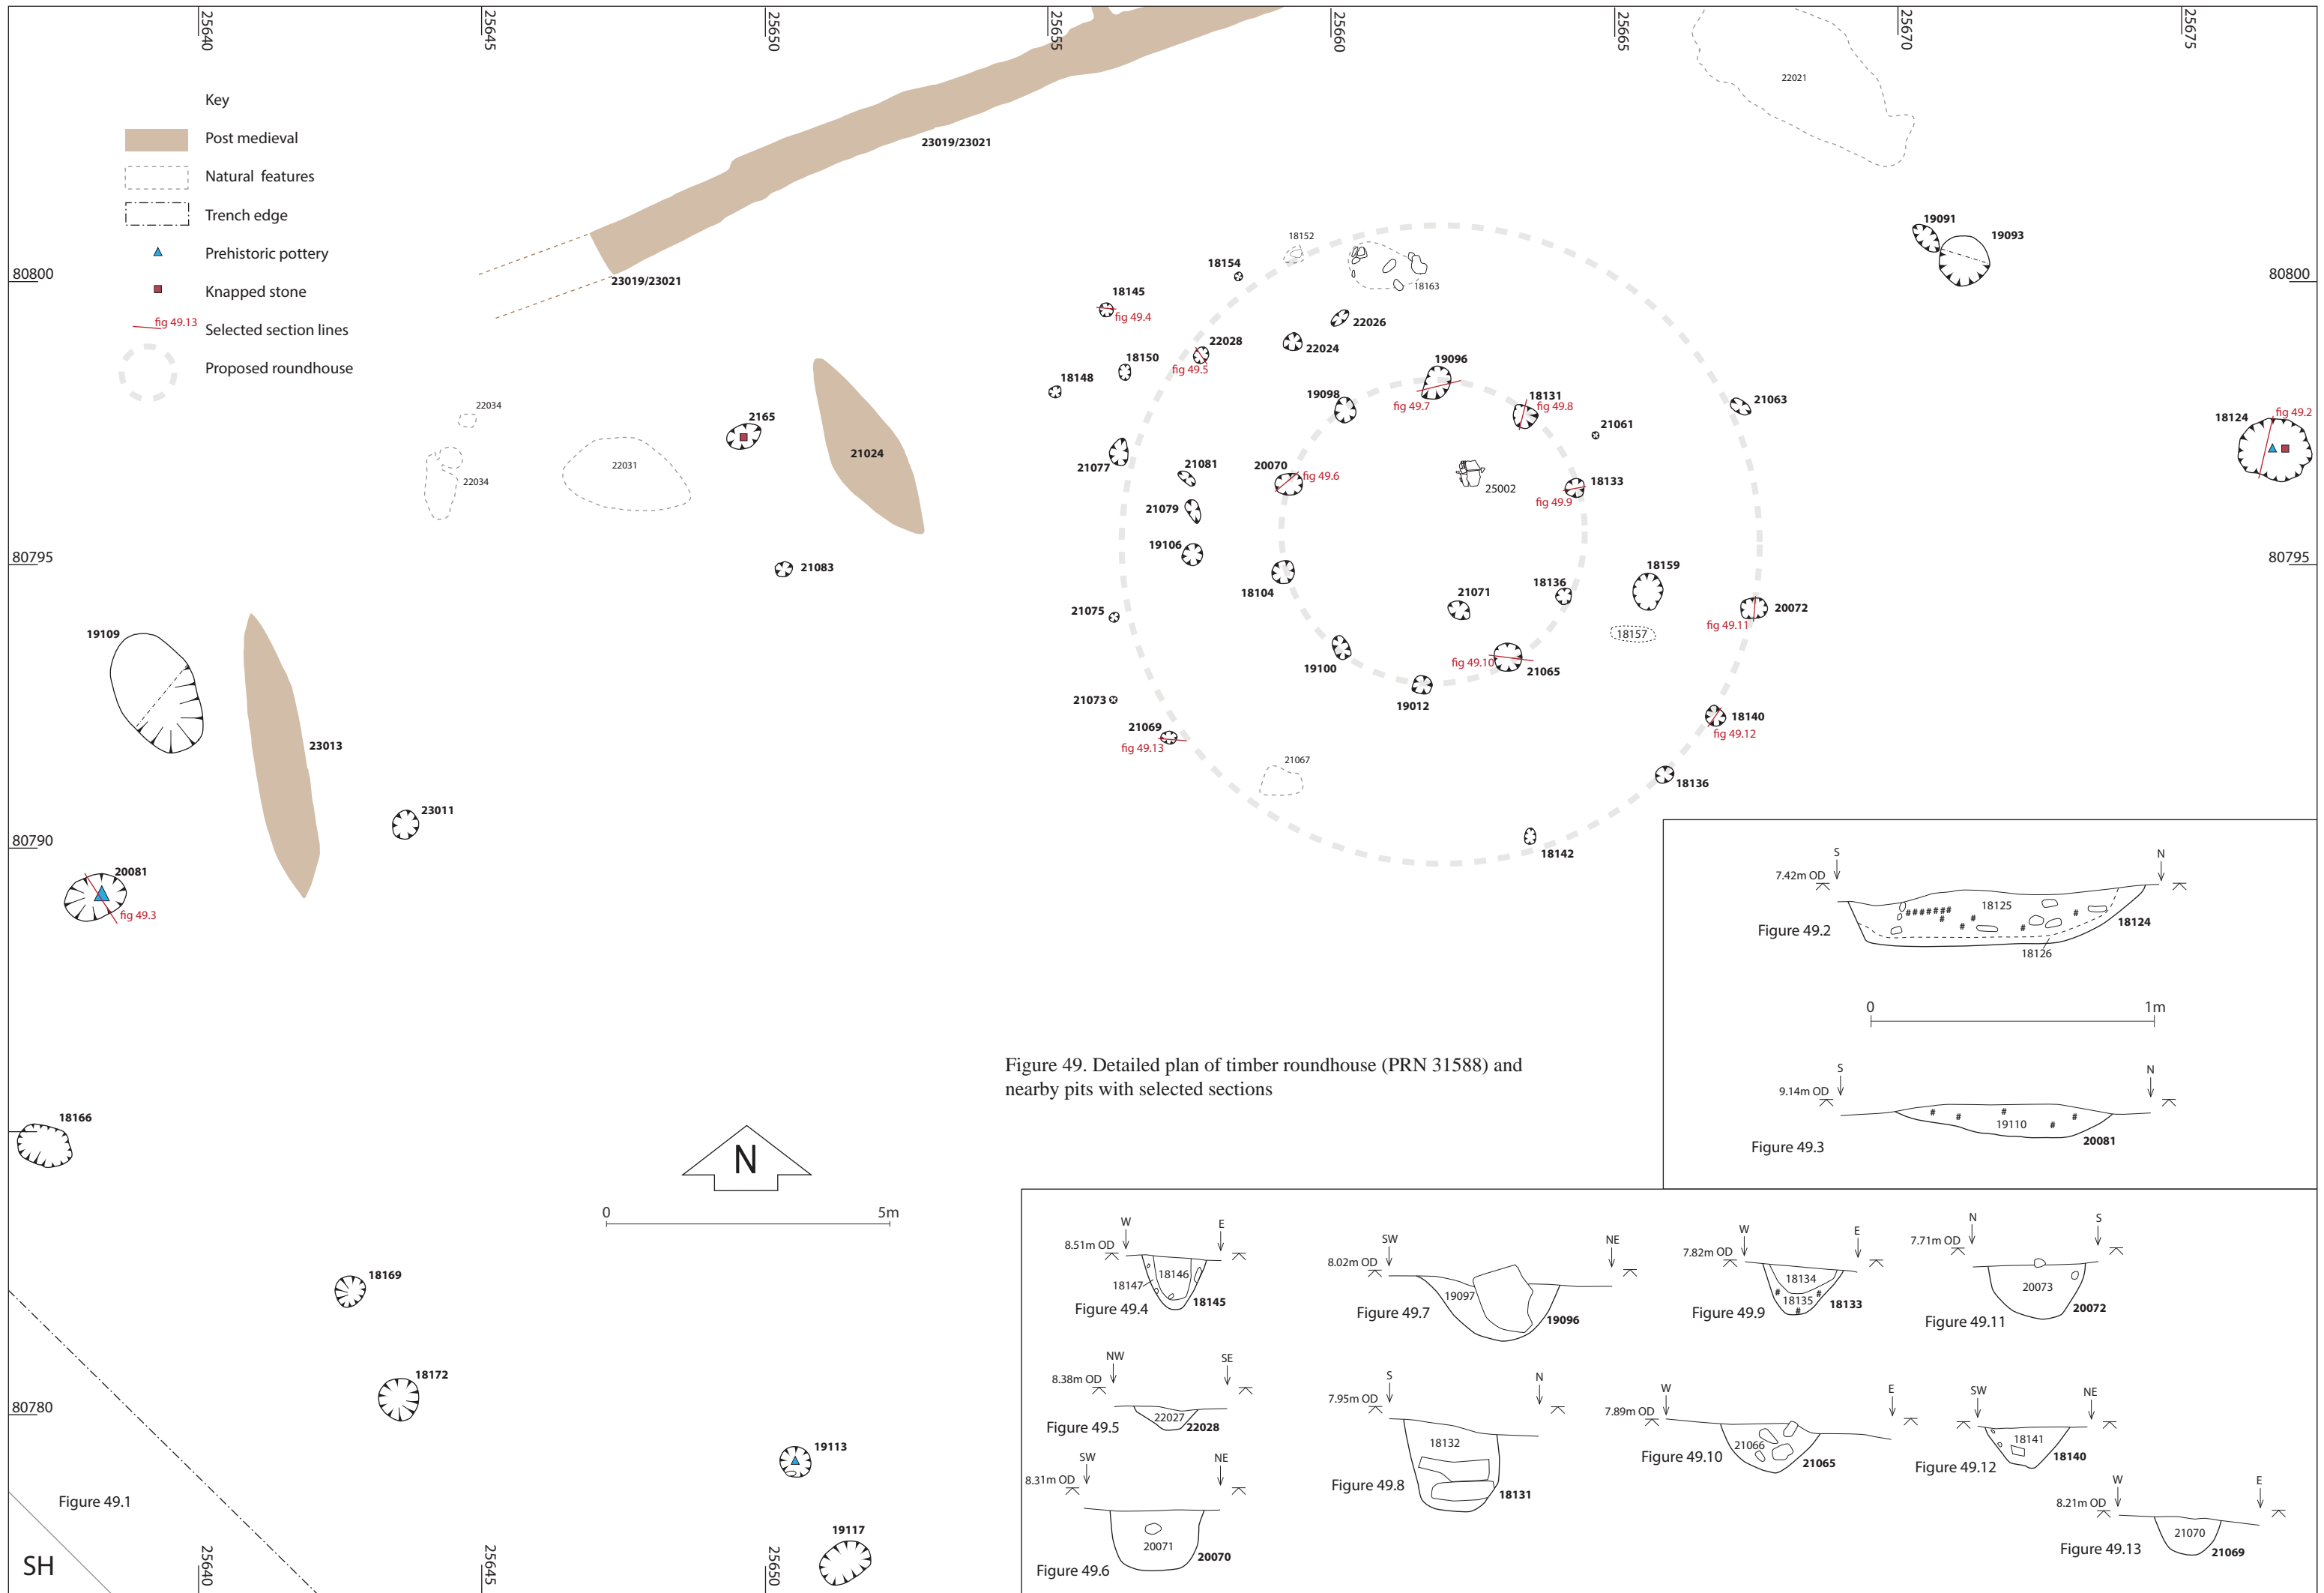 25640
25645
25650
25655
25660
25665
25670
25675
Key
Post medieval
Natural features
Trench edge
Prehistoric pottery
Knapped stone
fig 49.13
Selected section lines
Proposed roundhouse
22021
23019/23021
23019/23021
80800
80800
19091
19093
18152
18154
18163
18145
fig 49.4
22026
22028
22024
18150
fig 49.5
18148
19096
19098
fig 49.7
18131
fig 49.8
21063
21061
22034
22034
22031
2165
21024
21077
21081
20070
fig 49.6
25002
18133
fig 49.9
18124
fig 49.2
21079
19106
80795
80795
21083
18104
21071
18136
18159
21075
20072
fig 49.11
18157
19109
19100
fig 49.10
21065
19012
21073
21069
fig 49.13
18140
fig 49.12
23013
21067
18136
23011
80790
18142
20081
fig 49.3
S
N
7.42m OD
18125
18124
Figure 49.2
18126
0
1m
S
N
9.14m OD
19110
20081
Figure 49.3
Figure 49. Detailed plan of timber roundhouse (PRN 31588) and
nearby pits with selected sections
18166
N
0
5m
18169
18172
80780
19113
19117
Figure 49.1
SH
25640
25645
25650
W
E
8.51m OD
18146
18147
18145
Figure 49.4
NW
SE
8.38m OD
22027
22028
Figure 49.5
SW
NE
8.31m OD
20071
20070
Figure 49.6
SW
NE
8.02m OD
19097
19096
Figure 49.7
S
N
7.95m OD
18132
18131
Figure 49.8
W
E
7.82m OD
18134
18135
18133
Figure 49.9
W
E
7.89m OD
21066
21065
Figure 49.10
N
S
7.71m OD
20073
20072
Figure 49.11
SW
NE
18141
18140
Figure 49.12
W
E
8.21m OD
21070
21069
Figure 49.13